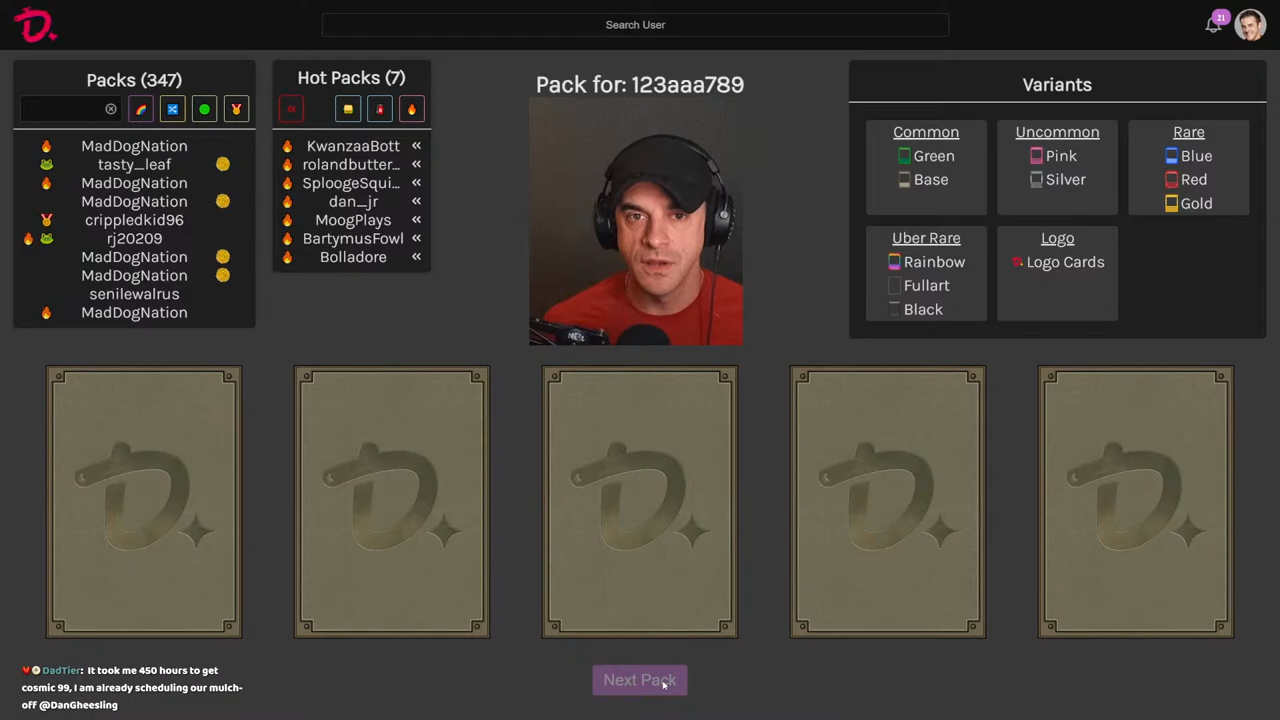 Search User
21
Packs (347)
MadDogNation
tasty_leaf
MadDogNation
MadDogNation
crippledkid96
rj20209
MadDogNation
MadDogNation
senilewalrus
MadDogNation
Hot Packs (7)
KwanzaaBott «
rolandbutter... «
SploogeSqui... «
dan_jr «
MoogPlays «
BartymusFowl «
Bolladore «
Pack for: 123aaa789
Variants
Common
Green
Base
Uncommon
Pink
Silver
Rare
Blue
Red
Gold
Uber Rare
Rainbow
Fullart
Black
Logo
Logo Cards
D.
D
D
D
D
D
Next Pack
DadTier: It took me 450 hours to get
cosmic 99, I am already scheduling our mulch-
off @DanGheesling